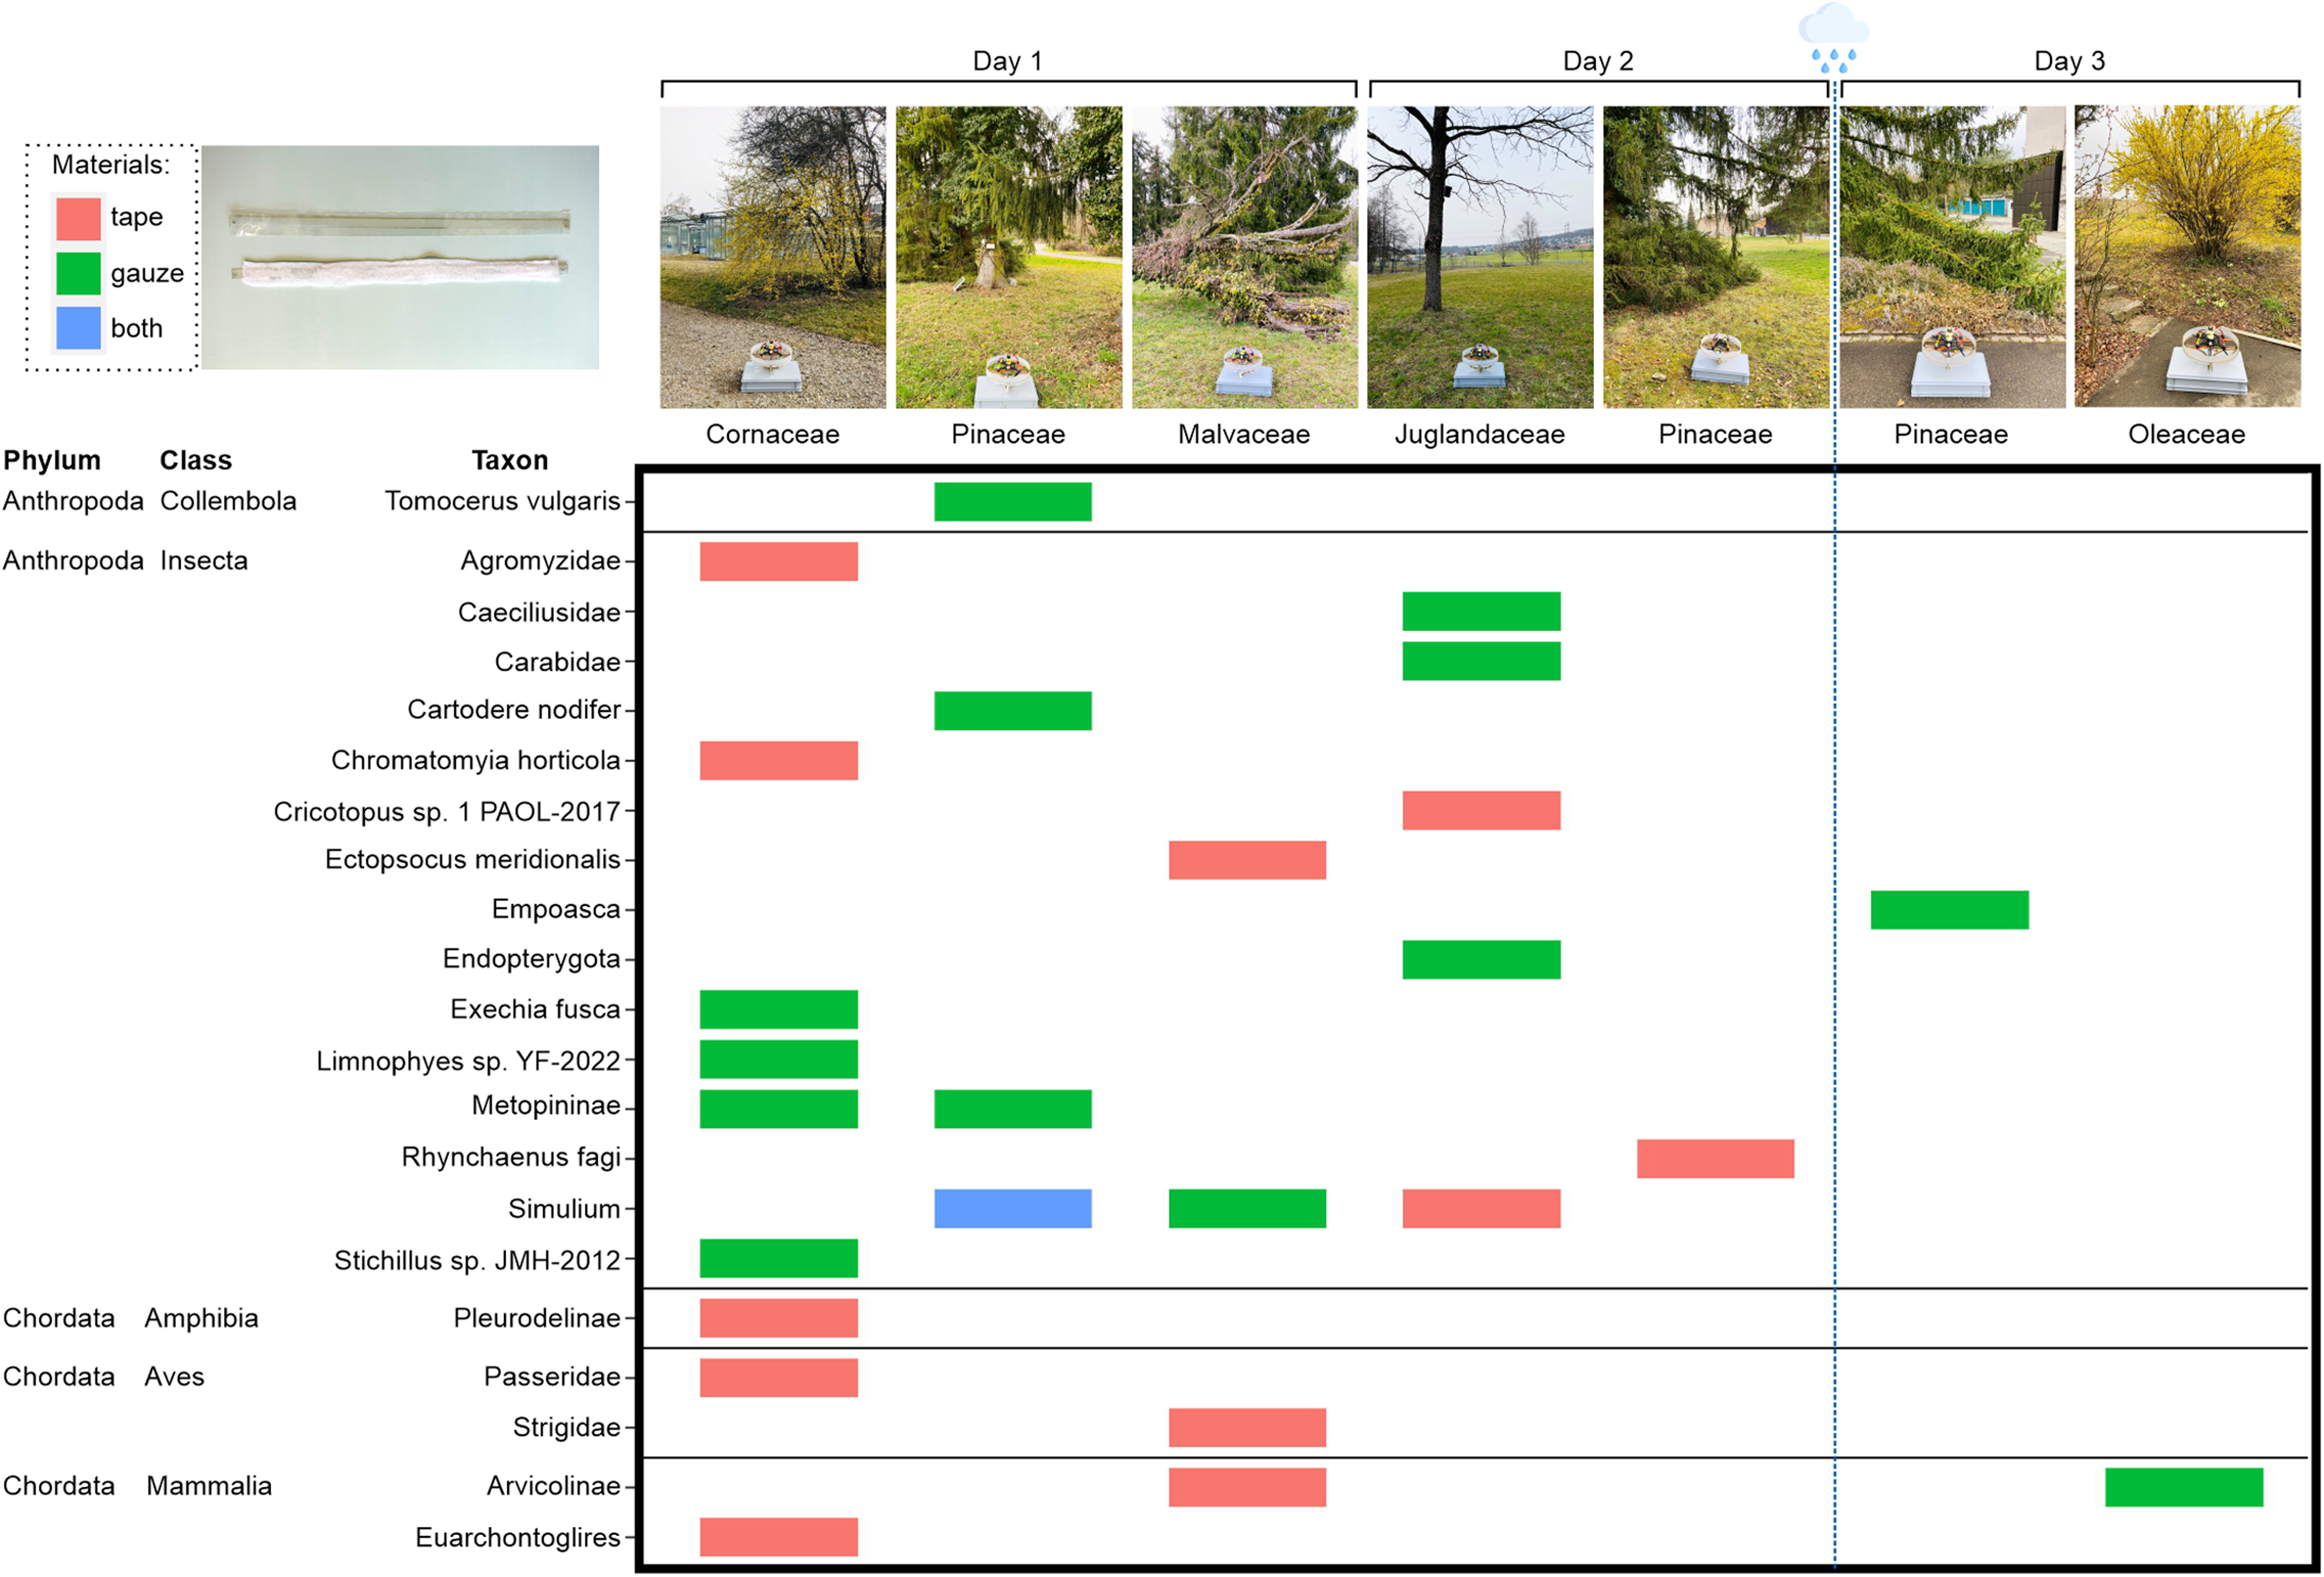 Day 1
Day 2
Day 3
Materials:
tape
gauze
both
Cornaceae
Pinaceae
Malvaceae
Juglandaceae
Pinaceae
Pinaceae
Oleaceae
Phylum Class Taxon
Anthropoda Collembola Tomocerus vulgaris
Anthropoda Insecta Agromyzidae
Caeciliusidae
Carabidae
Cartodere nodifer
Chromatomyia horticola
Cricotopus sp. 1 PAOL-2017
Ectopsocus meridionalis
Empoasca
Endopterygota
Exechia fusca
Limnophyes sp. YF-2022
Metopininae
Rhynchaenus fagi
Simulium
Stichillus sp. JMH-2012
Chordata Amphibia Pleurodelinae
Chordata Aves Passeridae
Strigidae
Chordata Mammalia Arvicolinae
Euarchontoglires